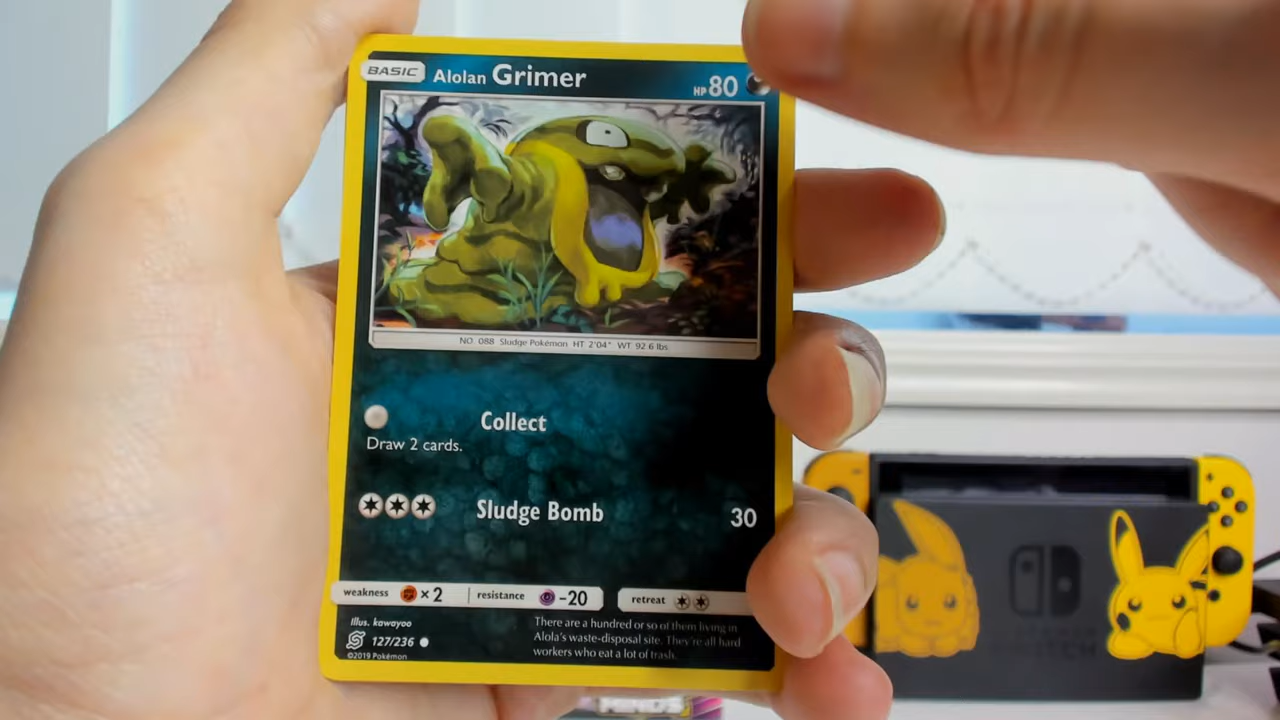 BASIC Alolan Grimer HP 80
NO. 088 Sludge Pokémon HT 2'04" WT 92.6 lbs.
Collect
Draw 2 cards.
Sludge Bomb 30
weakness ×2 resistance -20 retreat
Illus. kawayoo
127/236
©2019 Pokémon
There are a hundred or so of them living in
Alola's waste-disposal site. They're all hard
workers who eat a lot of trash.